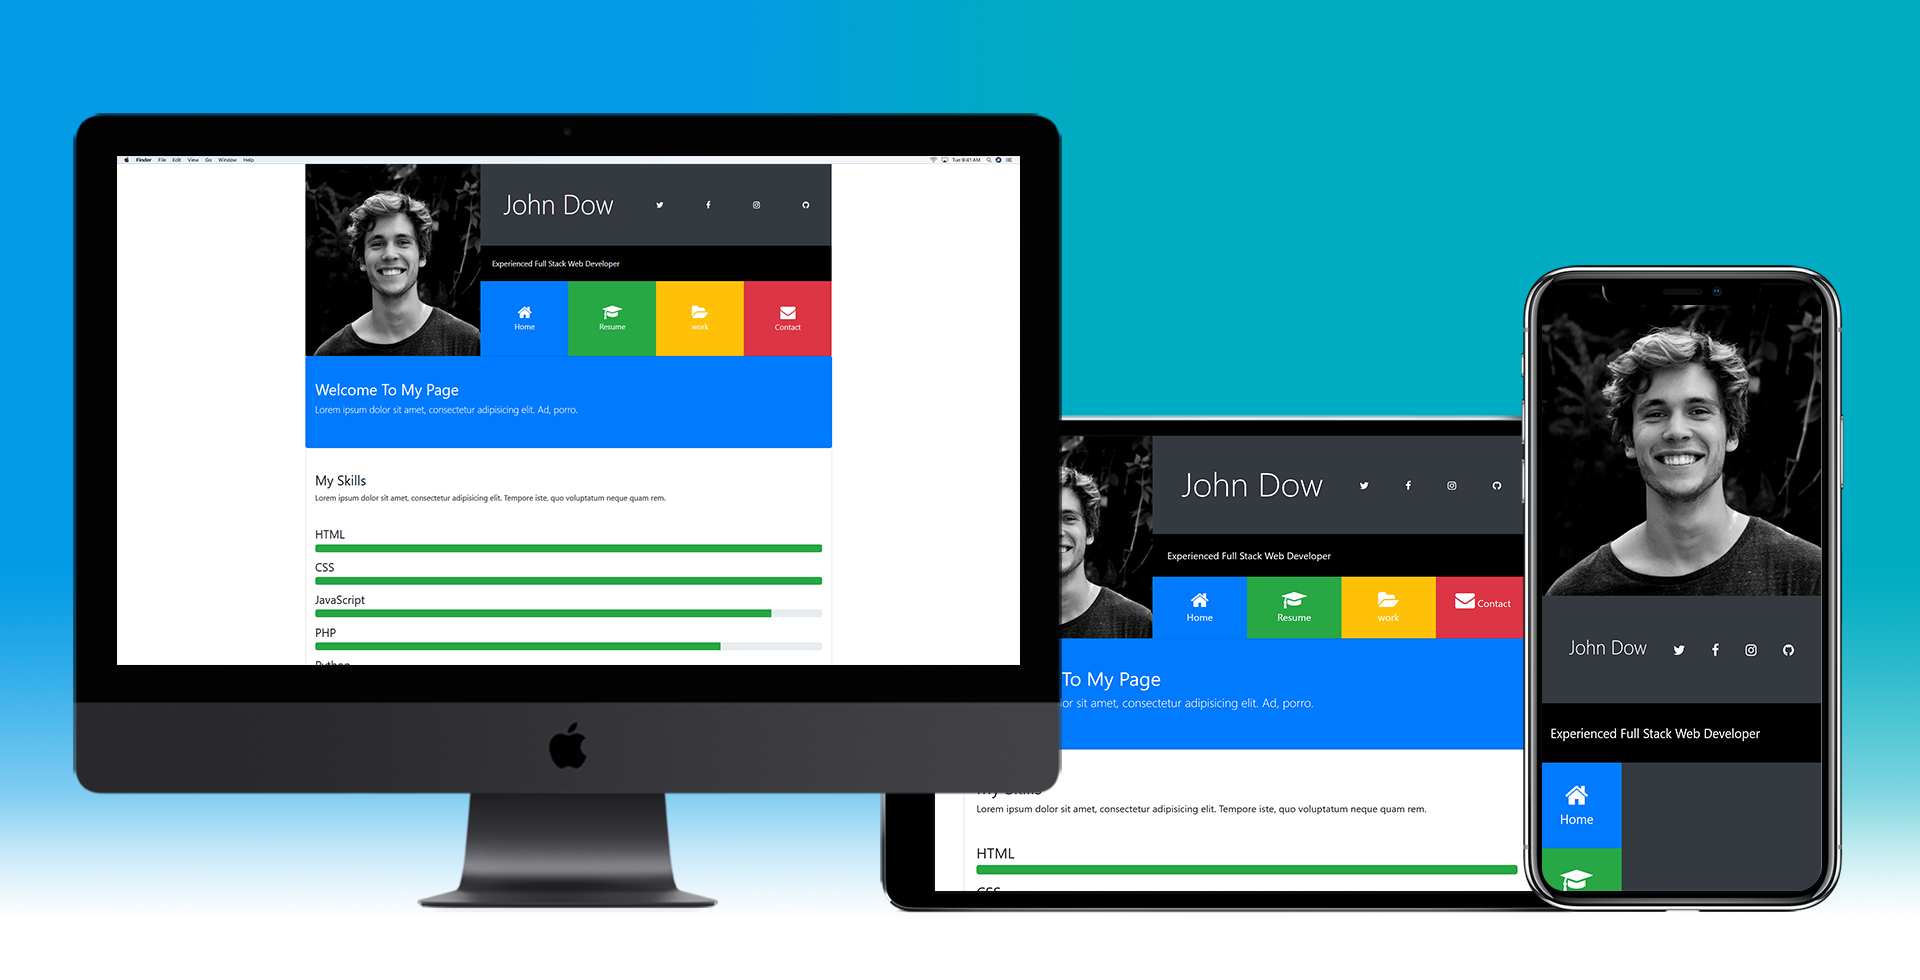 Finder File Edit View Go Window Help
Tue 9:41 AM
John Dow
Experienced Full Stack Web Developer
Home
Resume
work
Contact
Welcome To My Page
Lorem ipsum dolor sit amet, consectetur adipisicing elit. Ad, porro.
My Skills
Lorem ipsum dolor sit amet, consectetur adipisicing elit. Tempore iste, quo voluptatum neque quam rem.
HTML
CSS
JavaScript
PHP
Python
John Dow
Experienced Full Stack Web Developer
Home
Resume
work
Contact
To My Page
or sit amet, consectetur adipisicing elit. Ad, porro.
My Skills
Lorem ipsum dolor sit amet, consectetur adipisicing elit. Tempore iste, quo voluptatum neque quam rem.
HTML
CSS
John Dow
Experienced Full Stack Web Developer
Home